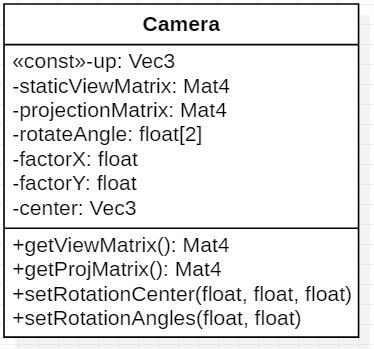 Camera
«const»-up: Vec3
-staticViewMatrix: Mat4
-projectionMatrix: Mat4
-rotateAngle: float[2]
-factorX: float
-factorY: float
-center: Vec3
+getViewMatrix(): Mat4
+getProjMatrix(): Mat4
+setRotationCenter(float, float, float)
+setRotationAngles(float, float)